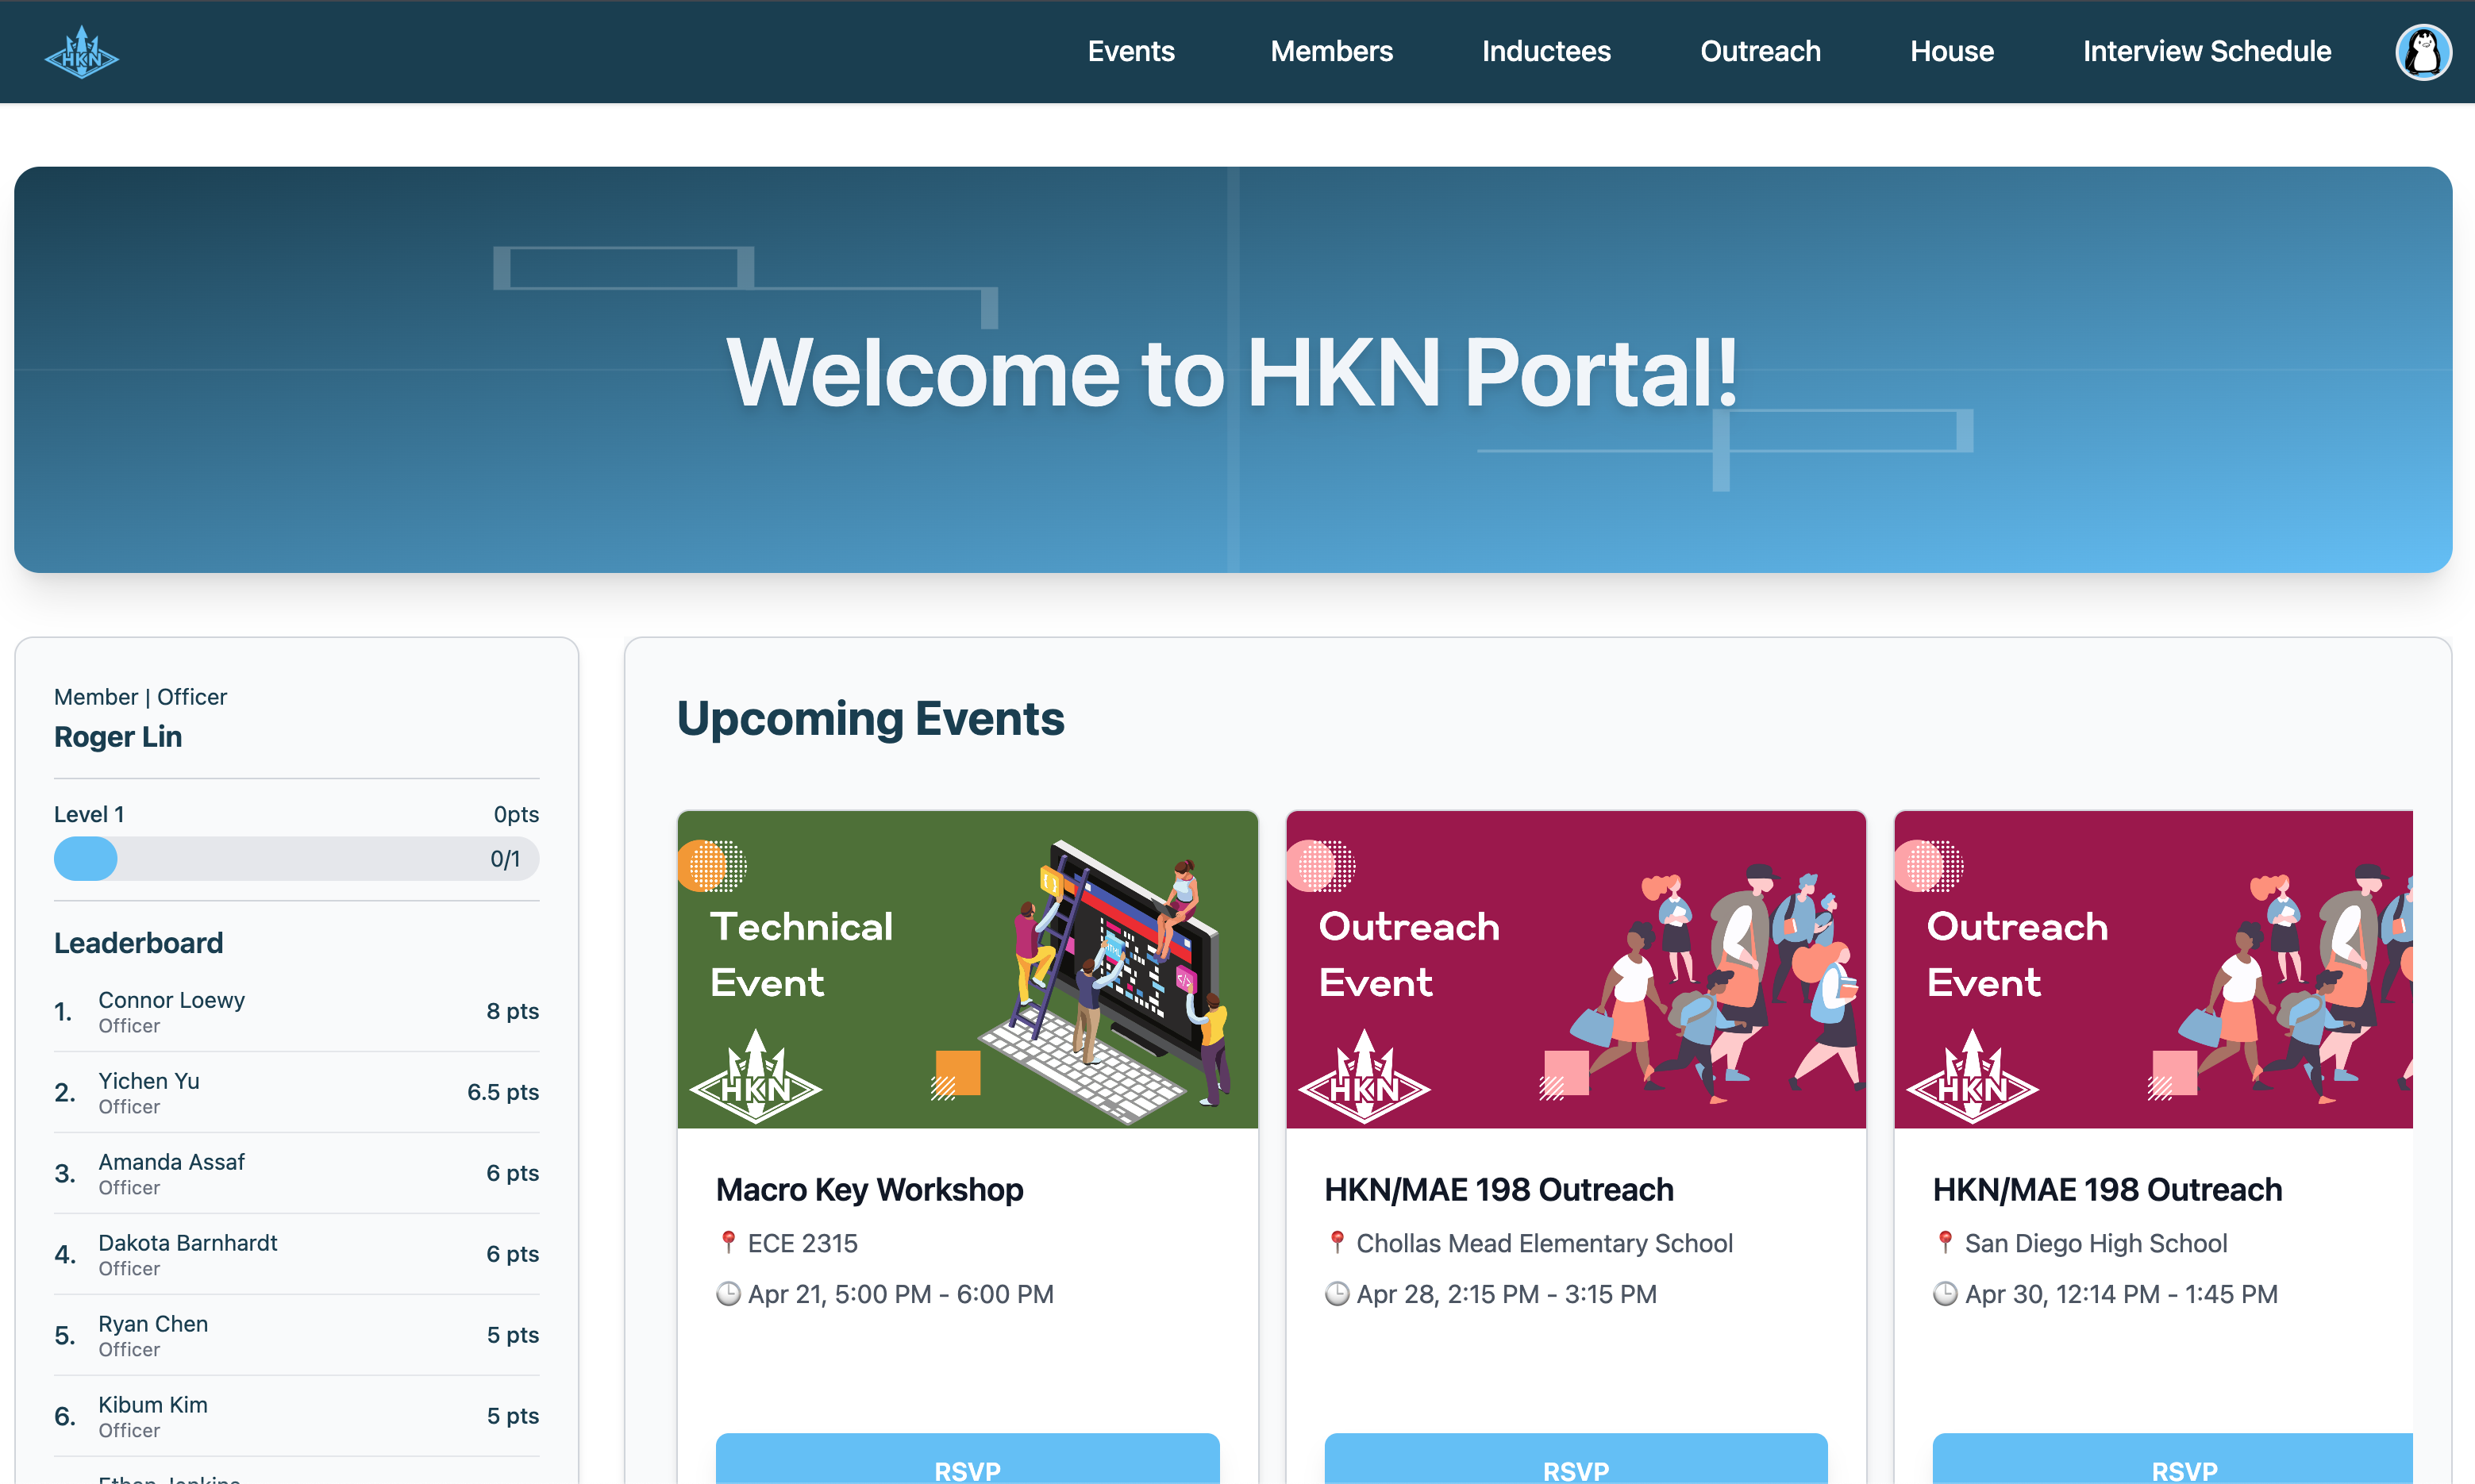 HKN
Events
Members
Inductees
Outreach
House
Interview Schedule
Welcome to HKN Portal!
Member | Officer
Roger Lin
Level 1
0pts
0/1
Leaderboard
1.
Connor Loewy
Officer
8 pts
2.
Yichen Yu
Officer
6.5 pts
3.
Amanda Assaf
Officer
6 pts
4.
Dakota Barnhardt
Officer
6 pts
5.
Ryan Chen
Officer
5 pts
6.
Kibum Kim
Officer
5 pts
Upcoming Events
Technical
Event
HKN
Macro Key Workshop
ECE 2315
Apr 21, 5:00 PM - 6:00 PM
RSVP
Outreach
Event
HKN
HKN/MAE 198 Outreach
Chollas Mead Elementary School
Apr 28, 2:15 PM - 3:15 PM
RSVP
Outreach
Event
HKN
HKN/MAE 198 Outreach
San Diego High School
Apr 30, 12:14 PM - 1:45 PM
RSVP